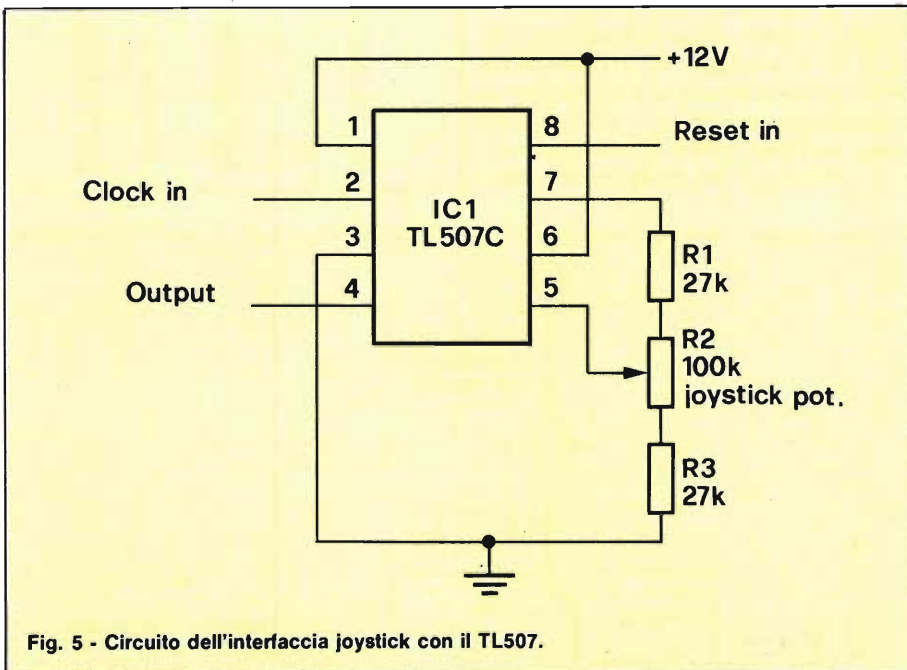 +12V
1
8
Reset in
Clock in
2
7
IC1
TL507C
3
6
Output
4
5
R1
27k
R2
100k
joystick pot.
R3
27k
Fig. 5 - Circuito dell'interfaccia joystick con il TL507.